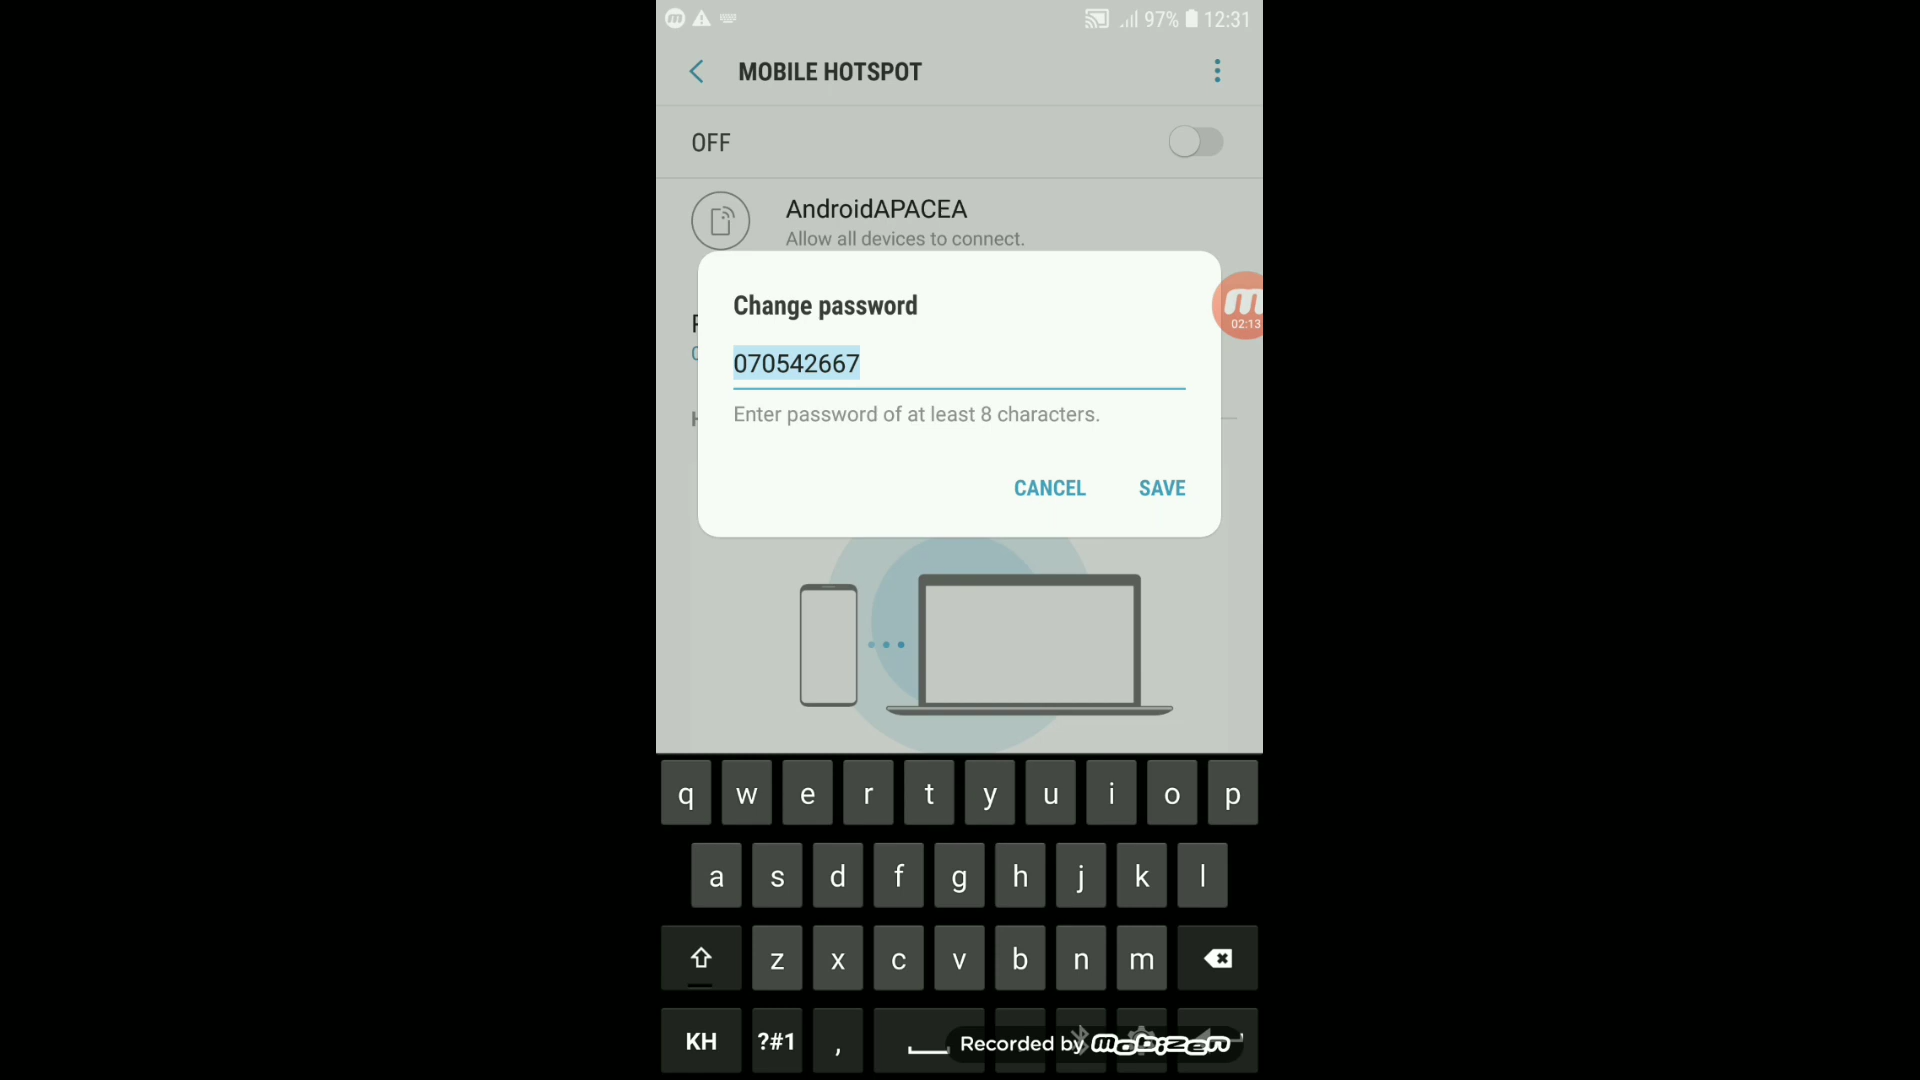 97% 12:31
MOBILE HOTSPOT
OFF
AndroidAPACEA
Allow all devices to connect.
Change password
070542667
Enter password of at least 8 characters.
CANCEL SAVE
02:13
q w e r t y u i o p
a s d f g h j k l
z x c v b n m
KH ?#1 ,
Recorded by mobizen